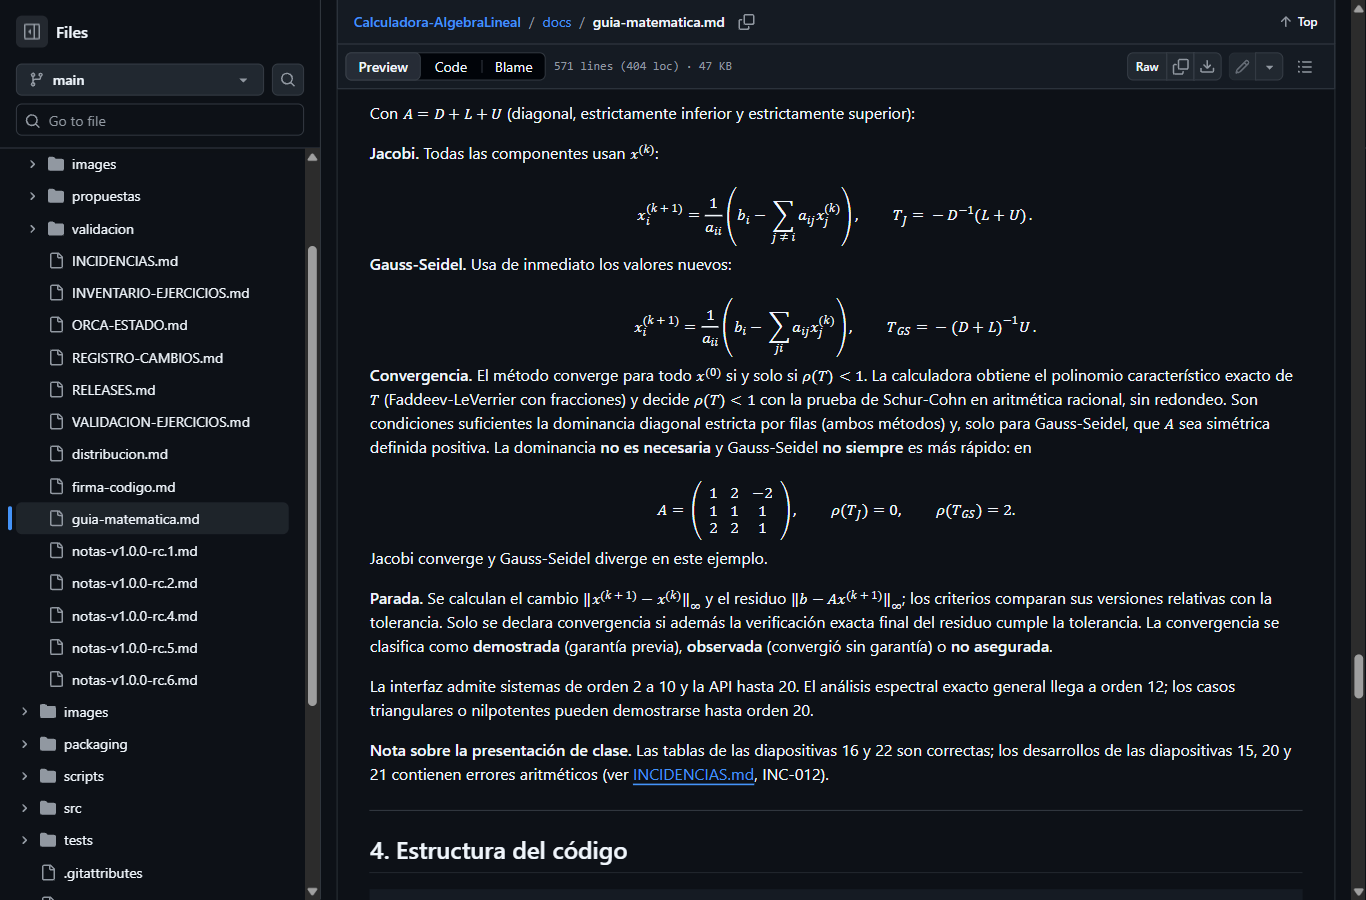 Files
main
Go to file
images
propuestas
validacion
INCIDENCIAS.md
INVENTARIO-EJERCICIOS.md
ORCA-ESTADO.md
REGISTRO-CAMBIOS.md
RELEASES.md
VALIDACION-EJERCICIOS.md
distribucion.md
firma-codigo.md
guia-matematica.md
notas-v1.0.0-rc.1.md
notas-v1.0.0-rc.2.md
notas-v1.0.0-rc.4.md
notas-v1.0.0-rc.5.md
notas-v1.0.0-rc.6.md
images
packaging
scripts
src
tests
.gitattributes
Calculadora-AlgebraLineal / docs / guia-matematica.md
Top
Preview Code Blame 571 lines (404 loc) · 47 KB Raw
Con A = D + L + U (diagonal, estrictamente inferior y estrictamente superior):
Jacobi. Todas las componentes usan x^(k):
x_i^(k+1) = 1/a_ii (b_i − ∑_{j≠i} a_ij x_j^(k)), T_J = −D^−1(L + U).
Gauss-Seidel. Usa de inmediato los valores nuevos:
x_i^(k+1) = 1/a_ii (b_i − ∑_{ji} a_ij x_j^(k)), T_GS = −(D + L)^−1 U.
Convergencia. El método converge para todo x^(0) si y solo si ρ(T) < 1. La calculadora obtiene el polinomio característico exacto de
T (Faddeev-LeVerrier con fracciones) y decide ρ(T) < 1 con la prueba de Schur-Cohn en aritmética racional, sin redondeo. Son
condiciones suficientes la dominancia diagonal estricta por filas (ambos métodos) y, solo para Gauss-Seidel, que A sea simétrica
definida positiva. La dominancia no es necesaria y Gauss-Seidel no siempre es más rápido: en
1 2 −2
A = ( 1 1 1 ), ρ(T_J) = 0, ρ(T_GS) = 2.
2 2 1
Jacobi converge y Gauss-Seidel diverge en este ejemplo.
Parada. Se calculan el cambio ‖x^(k+1) − x^(k)‖_∞ y el residuo ‖b − Ax^(k+1)‖_∞; los criterios comparan sus versiones relativas con la
tolerancia. Solo se declara convergencia si además la verificación exacta final del residuo cumple la tolerancia. La convergencia se
clasifica como demostrada (garantía previa), observada (convergió sin garantía) o no asegurada.
La interfaz admite sistemas de orden 2 a 10 y la API hasta 20. El análisis espectral exacto general llega a orden 12; los casos
triangulares o nilpotentes pueden demostrarse hasta orden 20.
Nota sobre la presentación de clase. Las tablas de las diapositivas 16 y 22 son correctas; los desarrollos de las diapositivas 15, 20 y
21 contienen errores aritméticos (ver INCIDENCIAS.md, INC-012).
4. Estructura del código